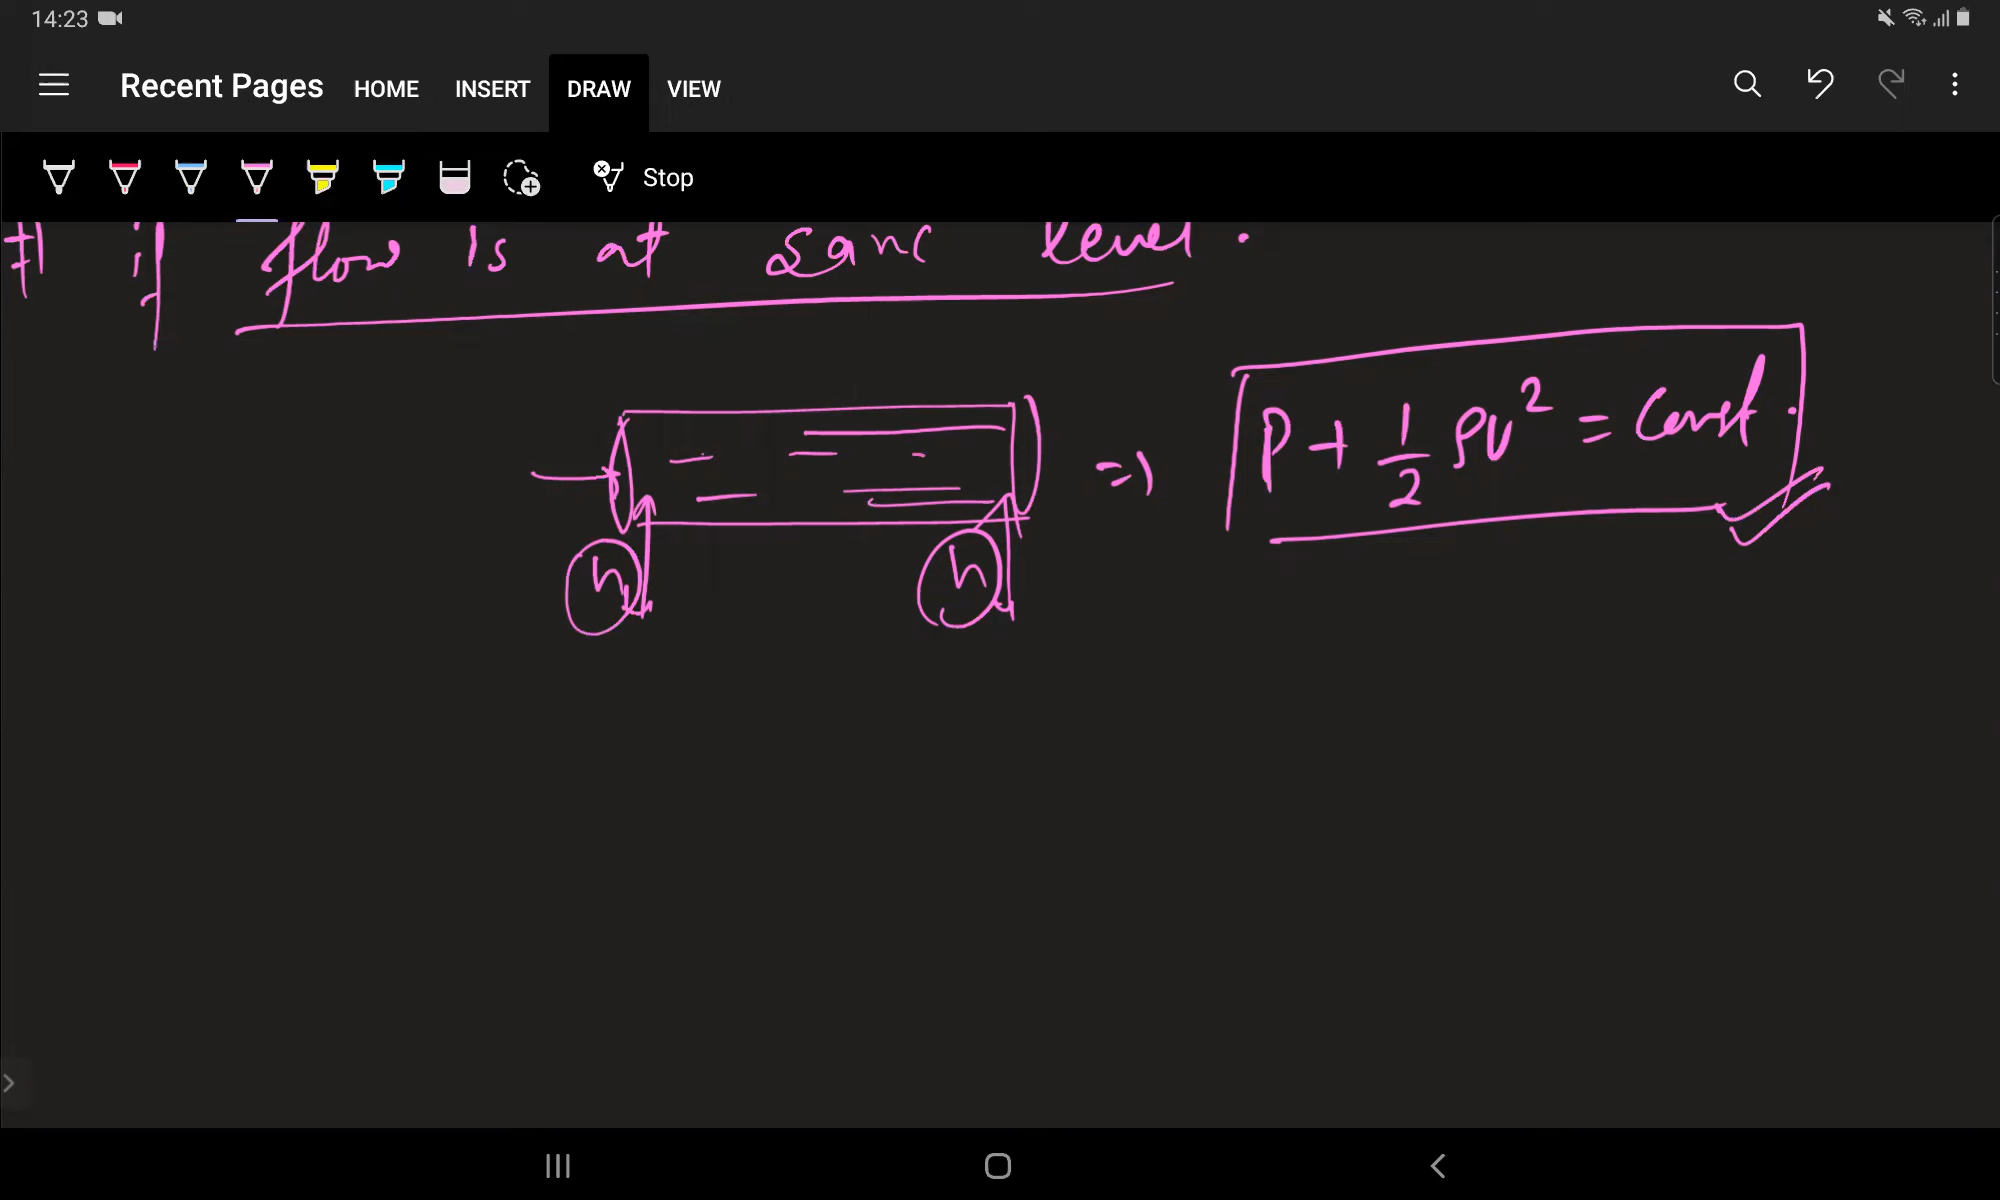 14:23
Recent Pages HOME INSERT DRAW VIEW
Stop
# if flow is at same level.
=> P + 1/2 ρv² = Const.
h h